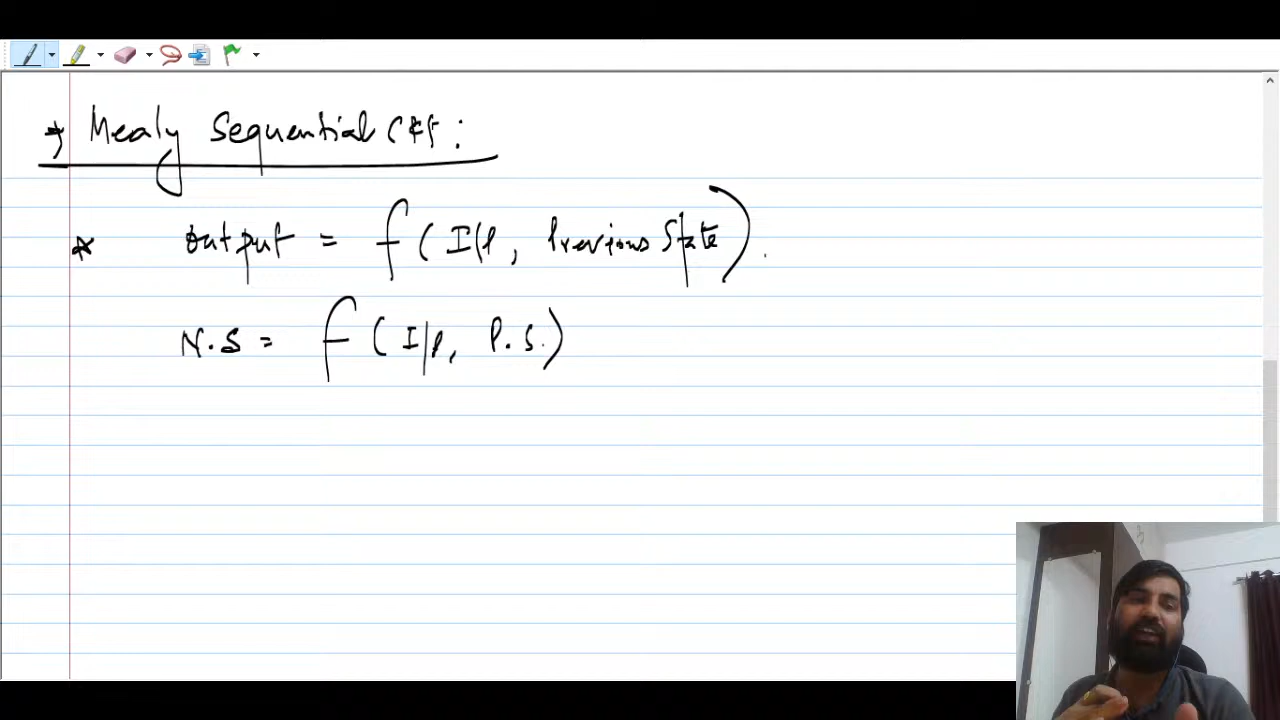 → Mealy Sequential CKt :
* Output = f ( I/P , Previous State ) .
N.S = f ( I/P , P.S. )